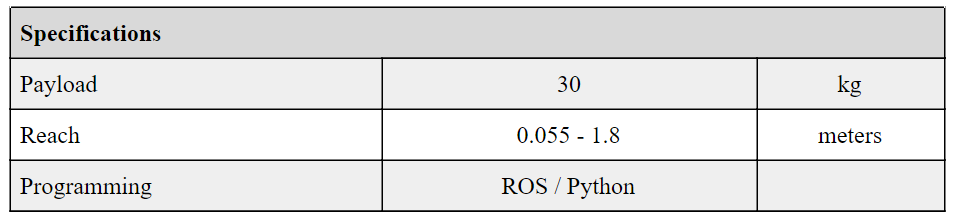 Specifications
Payload 30 kg
Reach 0.055 - 1.8 meters
Programming ROS / Python